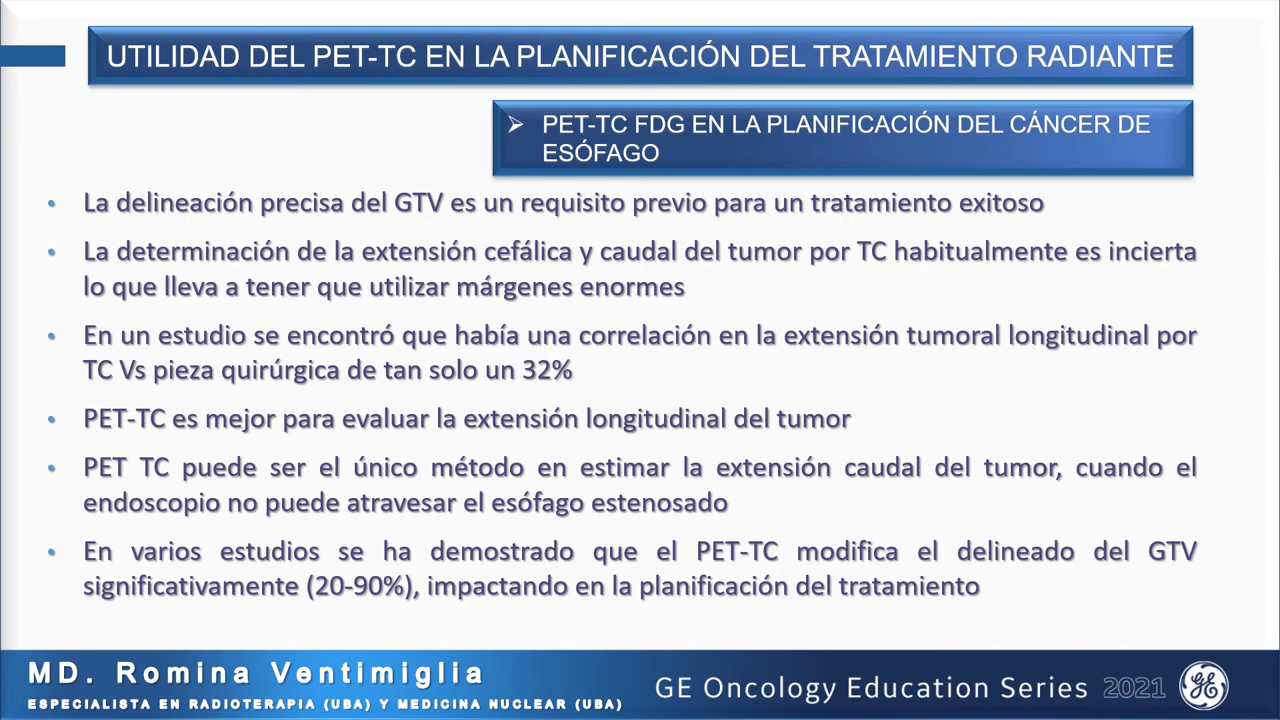 UTILIDAD DEL PET-TC EN LA PLANIFICACIÓN DEL TRATAMIENTO RADIANTE
➢ PET-TC FDG EN LA PLANIFICACIÓN DEL CÁNCER DE
ESÓFAGO
• La delineación precisa del GTV es un requisito previo para un tratamiento exitoso
• La determinación de la extensión cefálica y caudal del tumor por TC habitualmente es incierta
lo que lleva a tener que utilizar márgenes enormes
• En un estudio se encontró que había una correlación en la extensión tumoral longitudinal por
TC Vs pieza quirúrgica de tan solo un 32%
• PET-TC es mejor para evaluar la extensión longitudinal del tumor
• PET TC puede ser el único método en estimar la extensión caudal del tumor, cuando el
endoscopio no puede atravesar el esófago estenosado
• En varios estudios se ha demostrado que el PET-TC modifica el delineado del GTV
significativamente (20-90%), impactando en la planificación del tratamiento
MD. Romina Ventimiglia
ESPECIALISTA EN RADIOTERAPIA (UBA) Y MEDICINA NUCLEAR (UBA)
GE Oncology Education Series 2021
GE